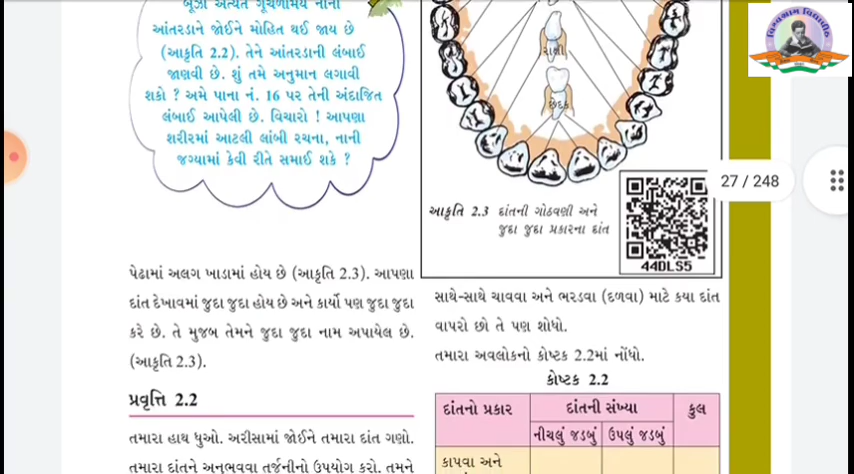 બૂઝો અત્યંત ગૂંચળામય નાના
આંતરડાને જોઈને મોહિત થઈ જાય છે
(આકૃતિ 2.2). તેને આંતરડાની લંબાઈ
જાણવી છે. શું તમે અનુમાન લગાવી
શકો ? અમે પાના નં. 16 પર તેની અંદાજિત
લંબાઈ આપેલી છે. વિચારો ! આપણા
શરીરમાં આટલી લાંબી રચના, નાની
જગ્યામાં કેવી રીતે સમાઈ શકે ?
રાક્ષી
છેદક
આકૃતિ 2.3 દાંતની ગોઠવણી અને
જુદા જુદા પ્રકારના દાંત
44DLS5
27 / 248
વિશ્વગ્રામ વિદ્યાપીઠ
પેઢામાં અલગ ખાડામાં હોય છે (આકૃતિ 2.3). આપણા
દાંત દેખાવમાં જુદા જુદા હોય છે અને કાર્યો પણ જુદા જુદા
કરે છે. તે મુજબ તેમને જુદા જુદા નામ અપાયેલ છે.
(આકૃતિ 2.3).
પ્રવૃત્તિ 2.2
તમારા હાથ ધુઓ. અરીસામાં જોઈને તમારા દાંત ગણો.
તમારા દાંતને અનુભવવા તર્જનીનો ઉપયોગ કરો. તમને
સાથે-સાથે ચાવવા અને ભરડવા (દળવા) માટે કયા દાંત
વાપરો છો તે પણ શોધો.
તમારા અવલોકનો કોષ્ટક 2.2માં નોંધો.
કોષ્ટક 2.2
દાંતનો પ્રકાર દાંતની સંખ્યા કુલ
નીચલું જડબું ઉપલું જડબું
કાપવા અને